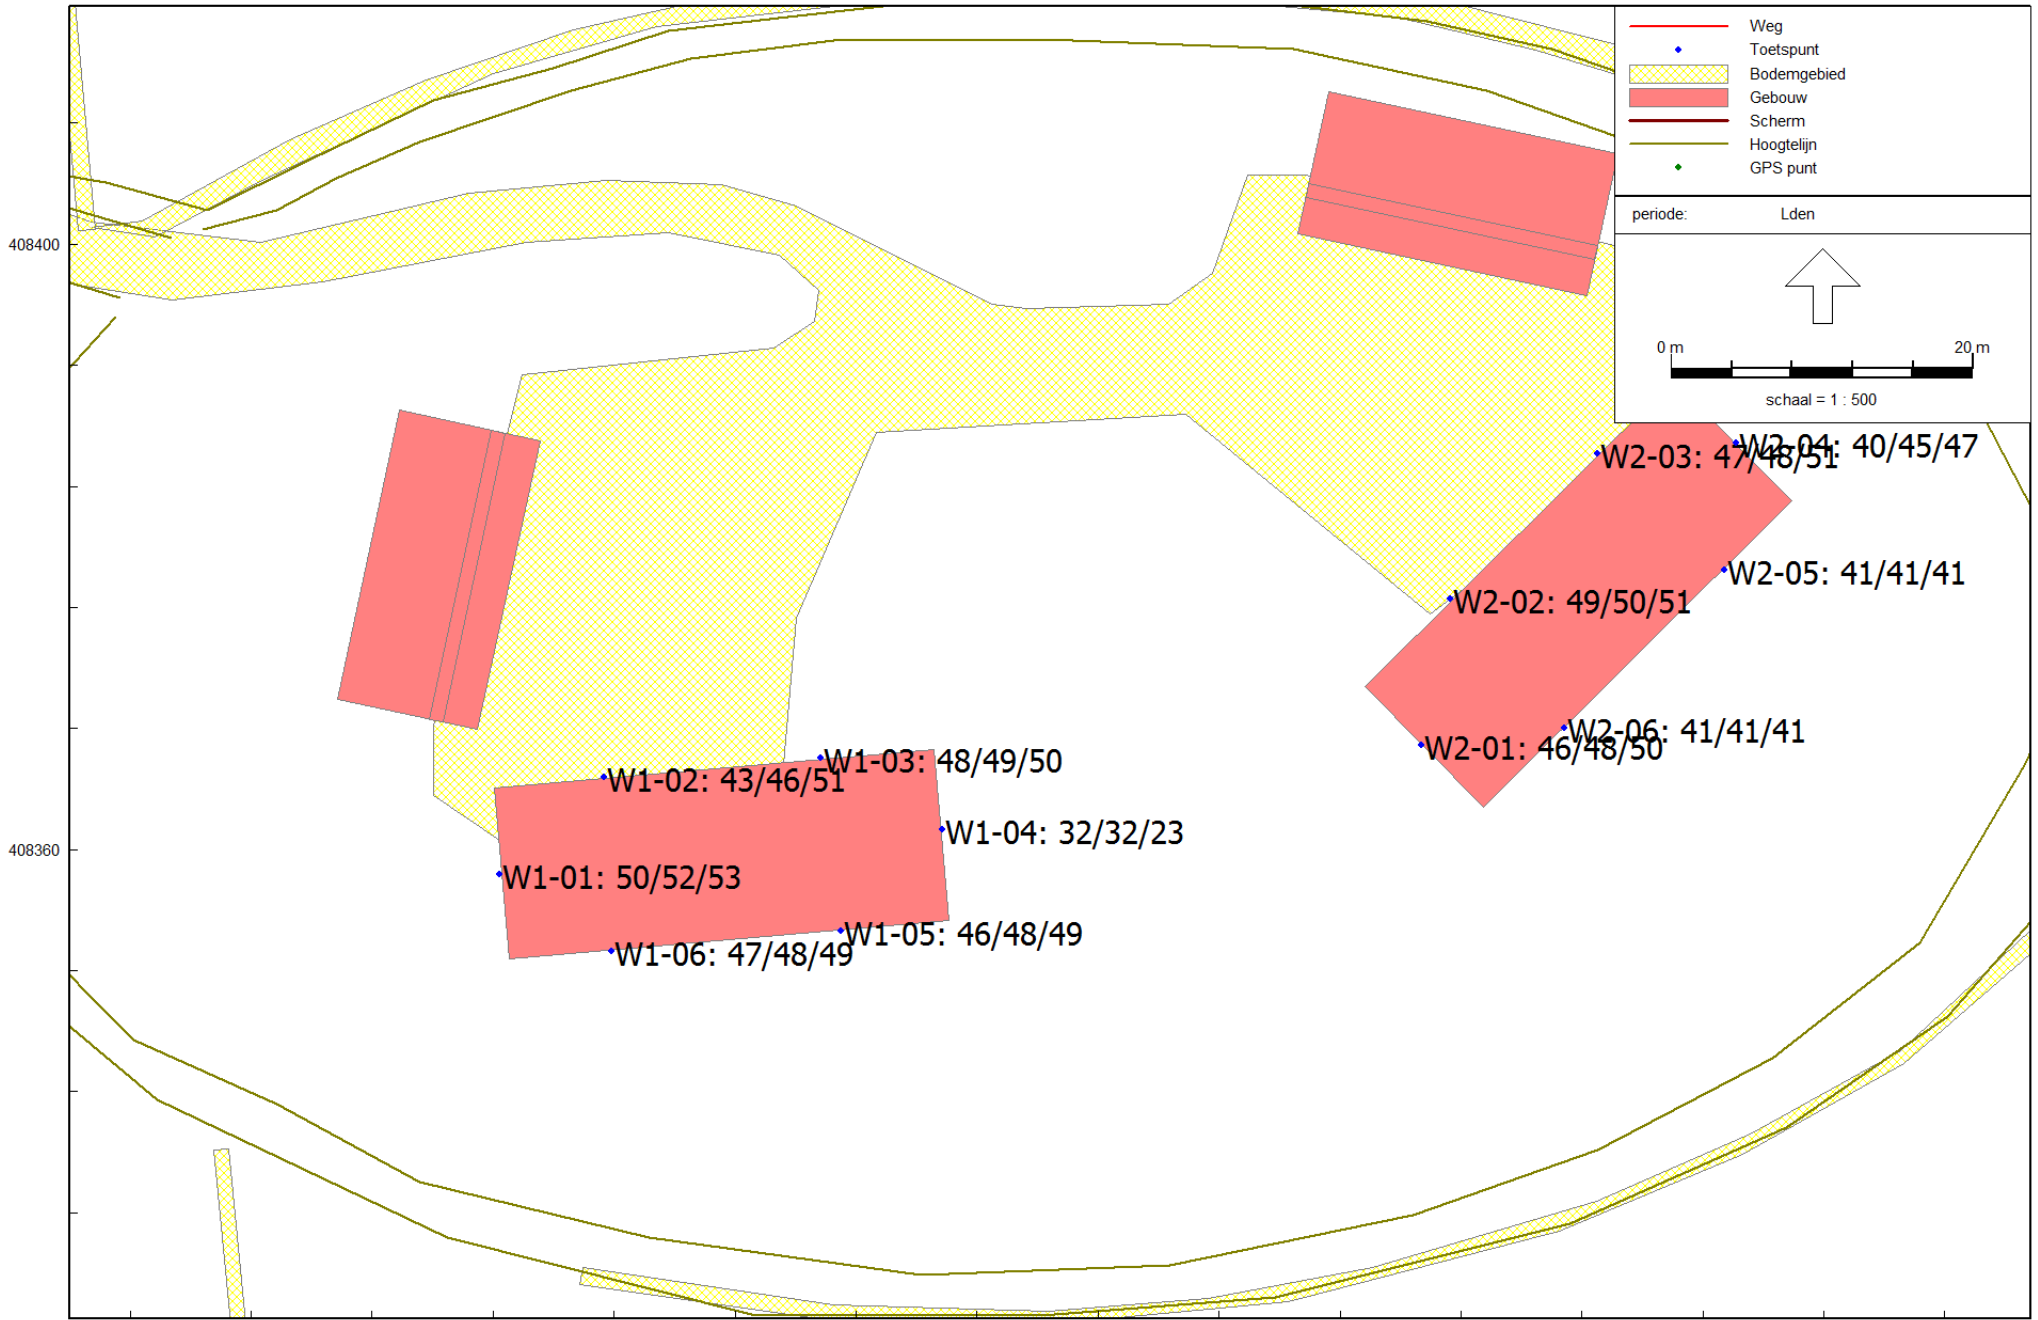 Weg
Toetspunt
Bodemgebied
Gebouw
Scherm
Hoogtelijn
GPS punt
periode: Lden
408400
0 m 20 m
schaal = 1 : 500
W2-03: 47/48/51
W2-04: 40/45/47
W2-05: 41/41/41
W2-02: 49/50/51
W2-06: 41/41/41
W2-01: 46/48/50
W1-03: 48/49/50
W1-02: 43/46/51
W1-04: 32/32/23
408360
W1-01: 50/52/53
W1-05: 46/48/49
W1-06: 47/48/49